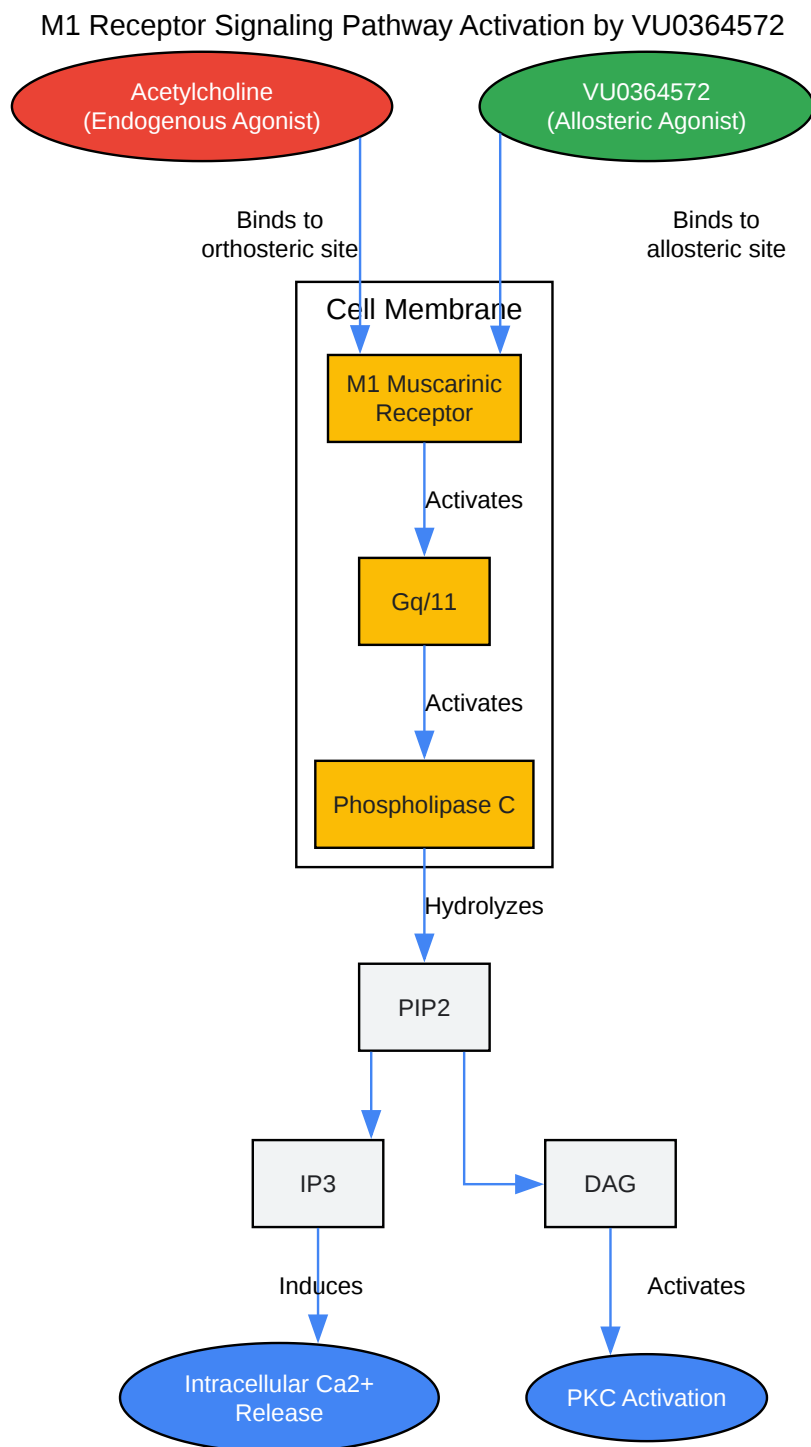 M1 Receptor Signaling Pathway Activation by VU0364572
Acetylcholine
(Endogenous Agonist)
VU0364572
(Allosteric Agonist)
Binds to
orthosteric site
Binds to
allosteric site
Cell Membrane
M1 Muscarinic
Receptor
Activates
Gq/11
Activates
Phospholipase C
Hydrolyzes
PIP2
IP3
DAG
Induces
Activates
Intracellular Ca2+
Release
PKC Activation